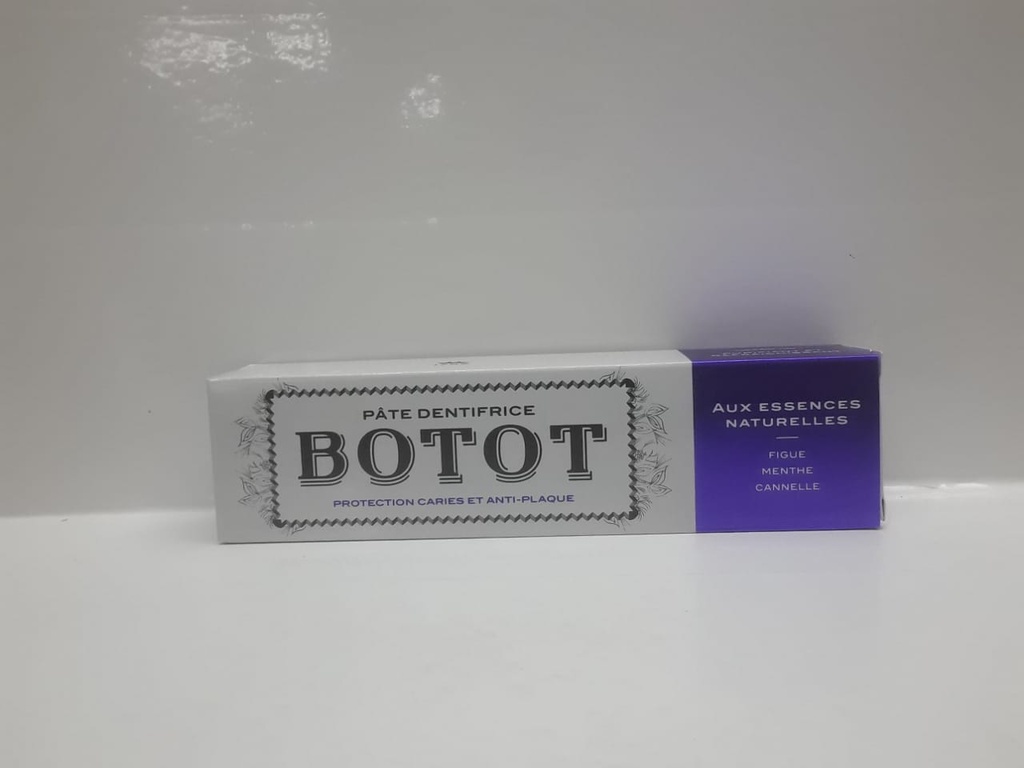 PÂTE DENTIFRICE
BOTOT
PROTECTION CARIES ET ANTI-PLAQUE
AUX ESSENCES
NATURELLES
FIGUE
MENTHE
CANNELLE